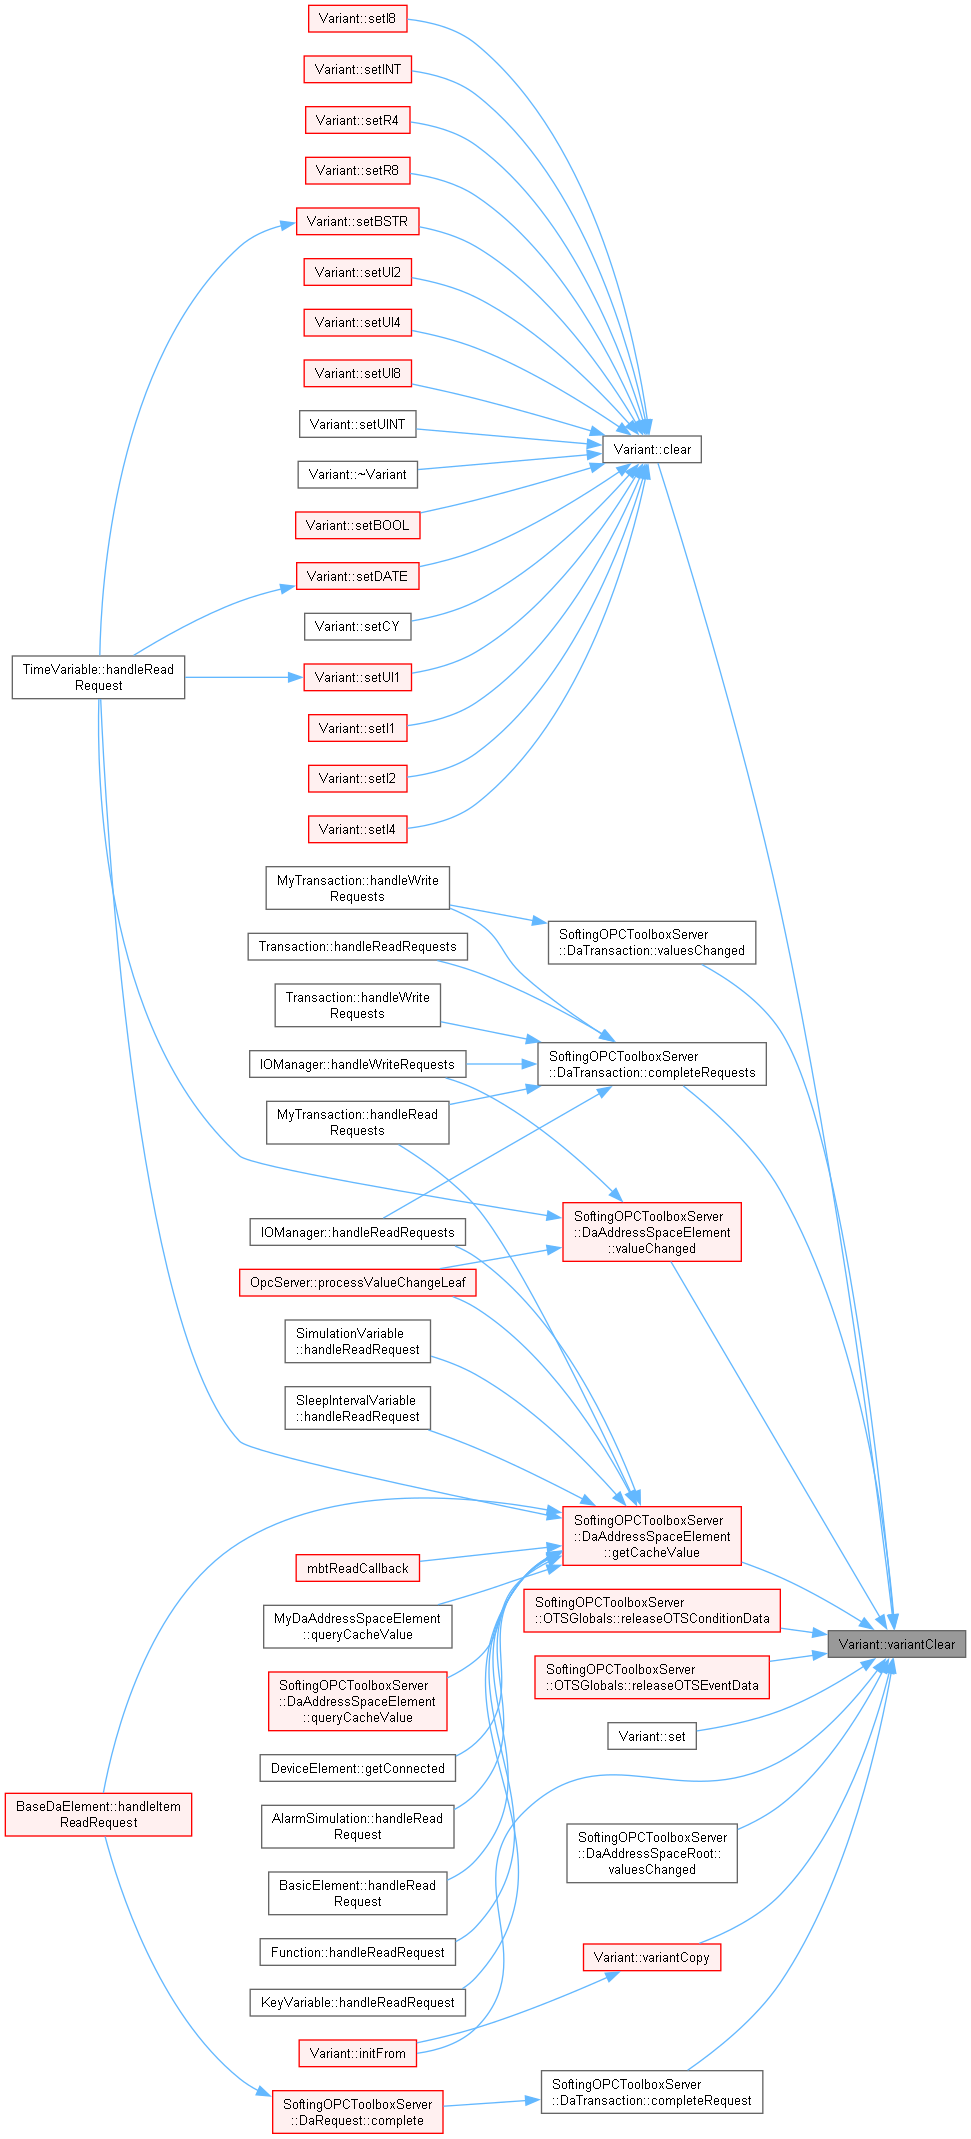 Variant::setI8
Variant::setINT
Variant::setR4
Variant::setR8
Variant::setBSTR
Variant::setUI2
Variant::setUI4
Variant::setUI8
Variant::setUINT
Variant::clear
Variant::~Variant
Variant::setBOOL
Variant::setDATE
Variant::setCY
TimeVariable::handleRead
Request
Variant::setUI1
Variant::setI1
Variant::setI2
Variant::setI4
MyTransaction::handleWrite
Requests
SoftingOPCToolboxServer
::DaTransaction::valuesChanged
Transaction::handleReadRequests
Transaction::handleWrite
Requests
SoftingOPCToolboxServer
::DaTransaction::completeRequests
IOManager::handleWriteRequests
MyTransaction::handleRead
Requests
SoftingOPCToolboxServer
::DaAddressSpaceElement
::valueChanged
IOManager::handleReadRequests
OpcServer::processValueChangeLeaf
SimulationVariable
::handleReadRequest
SleepIntervalVariable
::handleReadRequest
SoftingOPCToolboxServer
::DaAddressSpaceElement
::getCacheValue
mbtReadCallback
SoftingOPCToolboxServer
::OTSGlobals::releaseOTSConditionData
MyDaAddressSpaceElement
::queryCacheValue
Variant::variantClear
SoftingOPCToolboxServer
::OTSGlobals::releaseOTSEventData
SoftingOPCToolboxServer
::DaAddressSpaceElement
::queryCacheValue
Variant::set
DeviceElement::getConnected
BaseDaElement::handleItem
ReadRequest
AlarmSimulation::handleRead
Request
SoftingOPCToolboxServer
::DaAddressSpaceRoot::
valuesChanged
BasicElement::handleRead
Request
Function::handleReadRequest
Variant::variantCopy
KeyVariable::handleReadRequest
Variant::initFrom
SoftingOPCToolboxServer
::DaTransaction::completeRequest
SoftingOPCToolboxServer
::DaRequest::complete